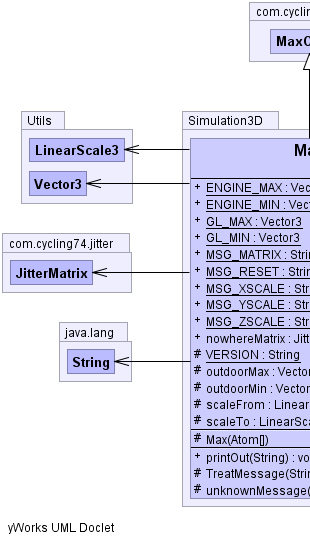 com.cycling
MaxO
Utils
LinearScale3
Vector3
com.cycling74.jitter
JitterMatrix
java.lang
String
Simulation3D
Ma
+ ENGINE_MAX : Vec
+ ENGINE_MIN : Vect
+ GL_MAX : Vector3
+ GL_MIN : Vector3
+ MSG_MATRIX : Strin
+ MSG_RESET : String
+ MSG_XSCALE : Str
+ MSG_YSCALE : Str
+ MSG_ZSCALE : Str
+ nowhereMatrix : Jitt
# VERSION : String
# outdoorMax : Vector
# outdoorMin : Vector
# scaleFrom : Linear
# scaleTo : LinearSca
# Max(Atom[])
+ printOut(String) : vo
# TreatMessage(Strin
# unknownMessage(
yWorks UML Doclet